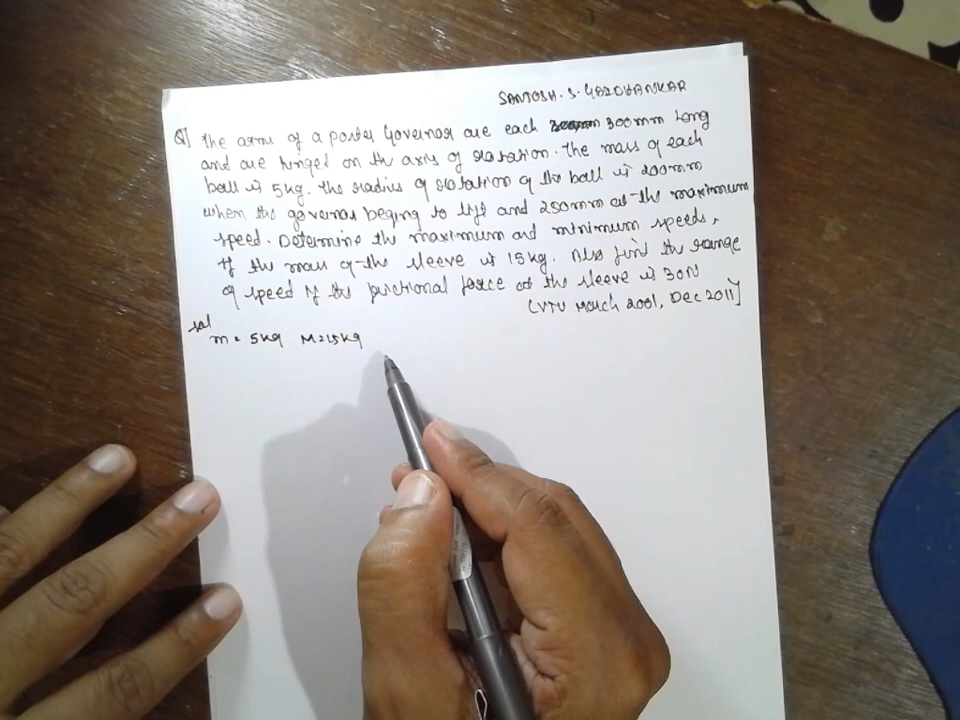 SANTOSH. S. GAIDHANKAR
Q] The arms of a porter Governor are each 300mm Long
and are hinged on the axis of rotation. The mass of each
ball is 5kg. The radius of rotation of the ball is 200mm
when the governor begins to lift and 250mm at the maximum
speed. Determine the maximum and minimum speeds.
If the mass of the sleeve is 15kg. Also find the range
of speed if the frictional force at the sleeve is 30N
[VTU March 2001, Dec 2011]
sol
m = 5kg M=15kg